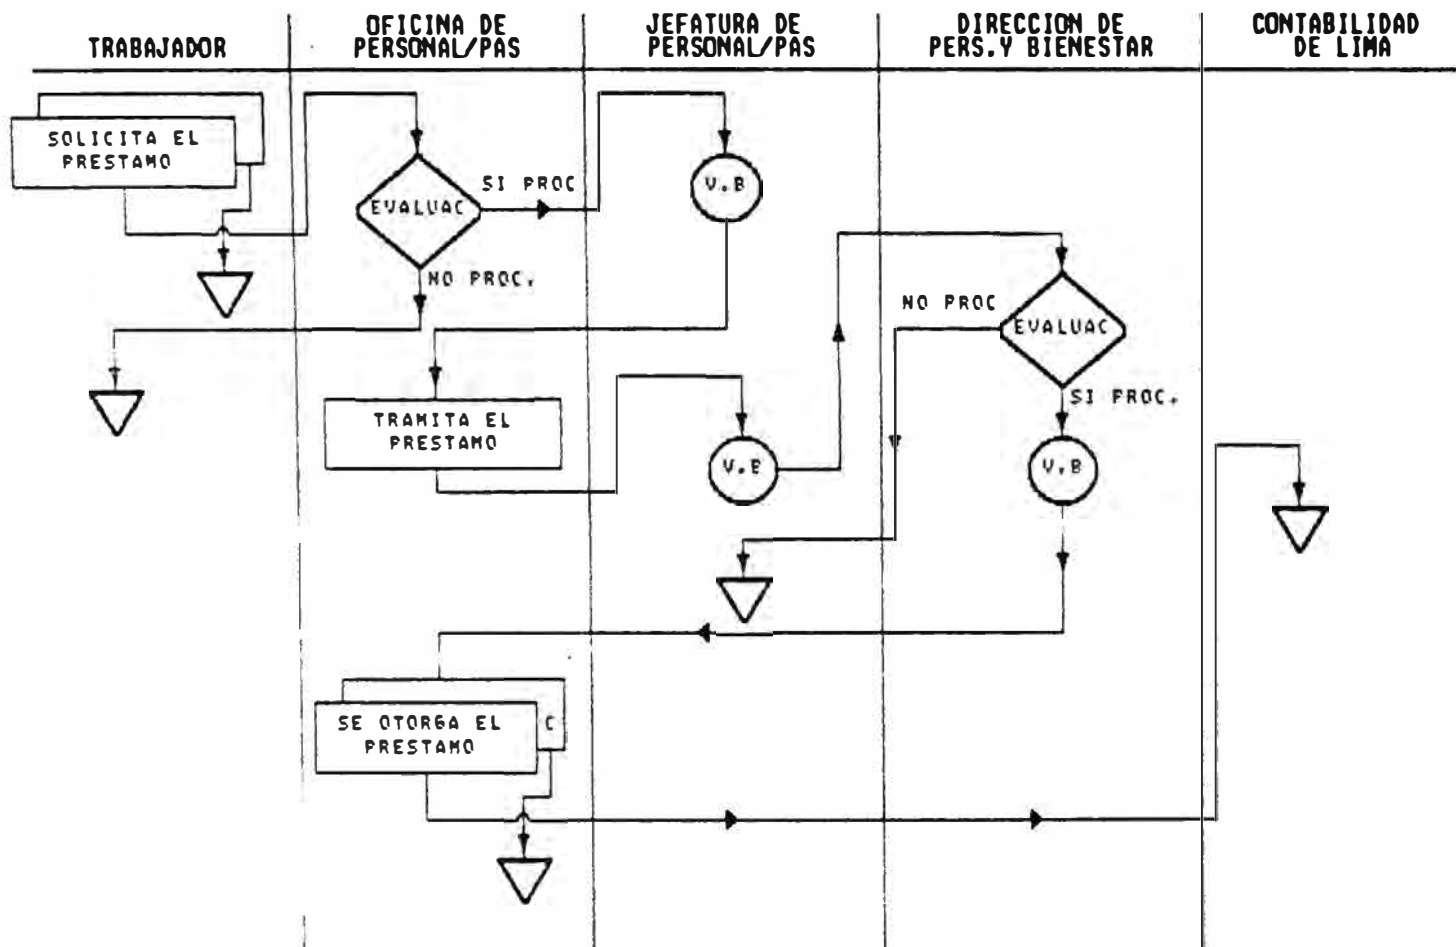 TRABAJADOR
OFICINA DE
PERSONAL/PAS
JEFATURA DE
PERSONAL/PAS
DIRECCION DE
PERS.Y BIENESTAR
CONTABILIDAD
DE LIMA
SOLICITA EL
PRESTAMO
EVALUAC
SI PROC
NO PROC.
V.B
TRAMITA EL
PRESTAMO
V.B
NO PROC
EVALUAC
SI PROC.
V.B
SE OTORGA EL
PRESTAMO
C